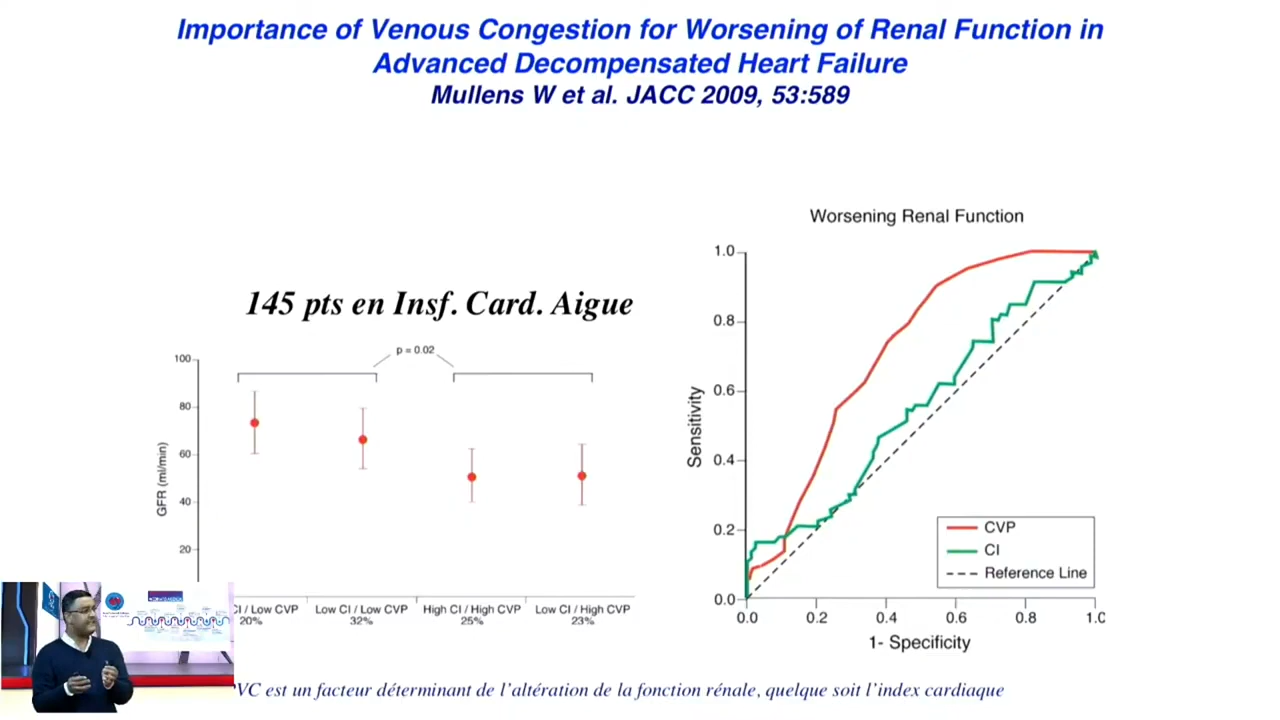 Importance of Venous Congestion for Worsening of Renal Function in
Advanced Decompensated Heart Failure
Mullens W et al. JACC 2009, 53:589
145 pts en Insf. Card. Aigue
p = 0.02
100
80
60
40
20
GFR (ml/min)
CI / Low CVP
20%
Low CI / Low CVP
32%
High CI / High CVP
25%
Low CI / High CVP
23%
Worsening Renal Function
1.0
0.8
0.6
0.4
0.2
0.0
Sensitivity
CVP
CI
Reference Line
0.0 0.2 0.4 0.6 0.8 1.0
1- Specificity
VC est un facteur déterminant de l'altération de la fonction rénale, quelque soit l'index cardiaque